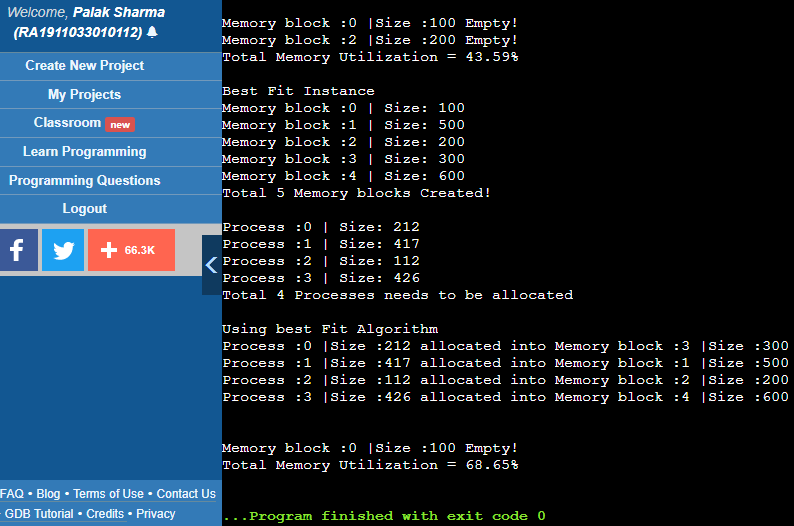 Welcome, Palak Sharma
(RA1911033010112)
Create New Project
My Projects
Classroom new
Learn Programming
Programming Questions
Logout
66.3K
FAQ • Blog • Terms of Use • Contact Us
GDB Tutorial • Credits • Privacy
Memory block :0 |Size :100 Empty!
Memory block :2 |Size :200 Empty!
Total Memory Utilization = 43.59%
Best Fit Instance
Memory block :0 | Size: 100
Memory block :1 | Size: 500
Memory block :2 | Size: 200
Memory block :3 | Size: 300
Memory block :4 | Size: 600
Total 5 Memory blocks Created!
Process :0 | Size: 212
Process :1 | Size: 417
Process :2 | Size: 112
Process :3 | Size: 426
Total 4 Processes needs to be allocated
Using best Fit Algorithm
Process :0 |Size :212 allocated into Memory block :3 |Size :300
Process :1 |Size :417 allocated into Memory block :1 |Size :500
Process :2 |Size :112 allocated into Memory block :2 |Size :200
Process :3 |Size :426 allocated into Memory block :4 |Size :600
Memory block :0 |Size :100 Empty!
Total Memory Utilization = 68.65%
...Program finished with exit code 0